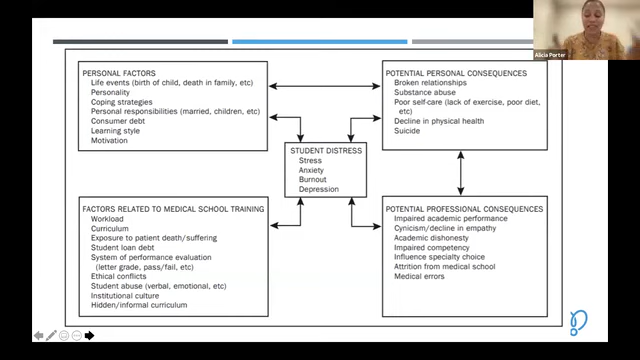 Alicia Porter
PERSONAL FACTORS
Life events (birth of child, death in family, etc)
Personality
Coping strategies
Personal responsibilities (married, children, etc)
Consumer debt
Learning style
Motivation
POTENTIAL PERSONAL CONSEQUENCES
Broken relationships
Substance abuse
Poor self-care (lack of exercise, poor diet,
etc)
Decline in physical health
Suicide
STUDENT DISTRESS
Stress
Anxiety
Burnout
Depression
FACTORS RELATED TO MEDICAL SCHOOL TRAINING
Workload
Curriculum
Exposure to patient death/suffering
Student loan debt
System of performance evaluation
(letter grade, pass/fail, etc)
Ethical conflicts
Student abuse (verbal, emotional, etc)
Institutional culture
Hidden/informal curriculum
POTENTIAL PROFESSIONAL CONSEQUENCES
Impaired academic performance
Cynicism/decline in empathy
Academic dishonesty
Impaired competency
Influence specialty choice
Attrition from medical school
Medical errors